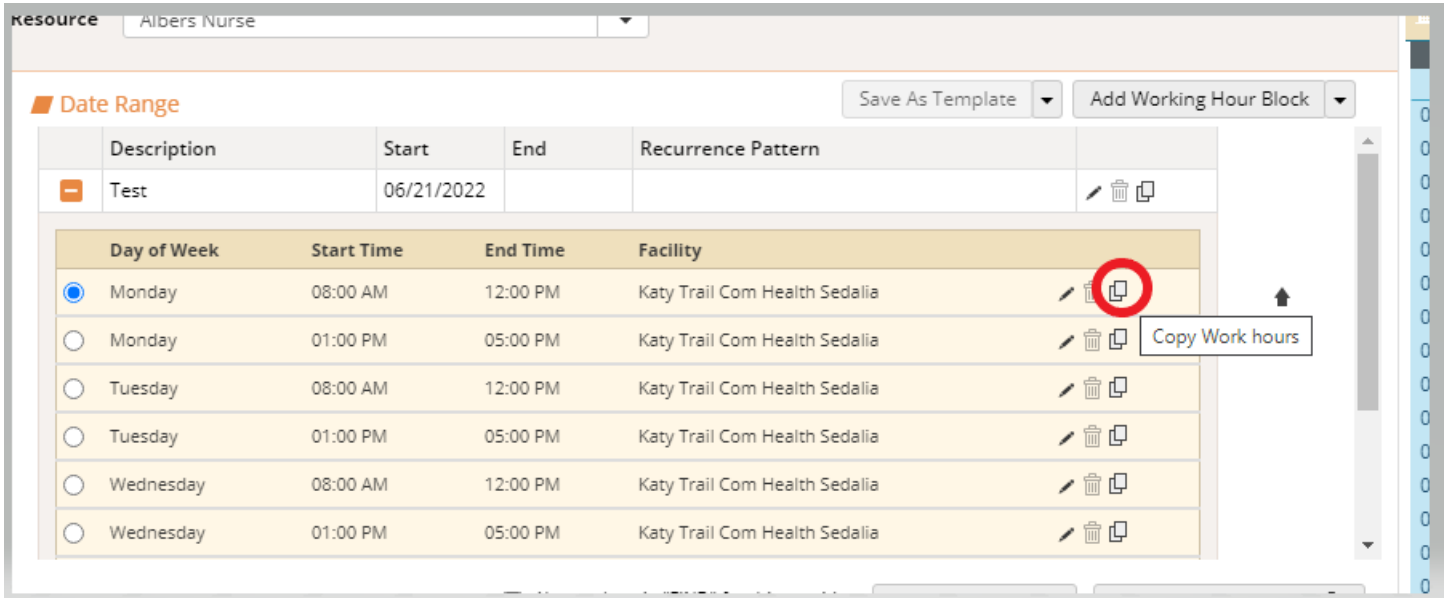 Resource Albers Nurse
Date Range Save As Template Add Working Hour Block
Description Start End Recurrence Pattern
Test 06/21/2022
Day of Week Start Time End Time Facility
Monday 08:00 AM 12:00 PM Katy Trail Com Health Sedalia
Monday 01:00 PM 05:00 PM Katy Trail Com Health Sedalia
Copy Work hours
Tuesday 08:00 AM 12:00 PM Katy Trail Com Health Sedalia
Tuesday 01:00 PM 05:00 PM Katy Trail Com Health Sedalia
Wednesday 08:00 AM 12:00 PM Katy Trail Com Health Sedalia
Wednesday 01:00 PM 05:00 PM Katy Trail Com Health Sedalia